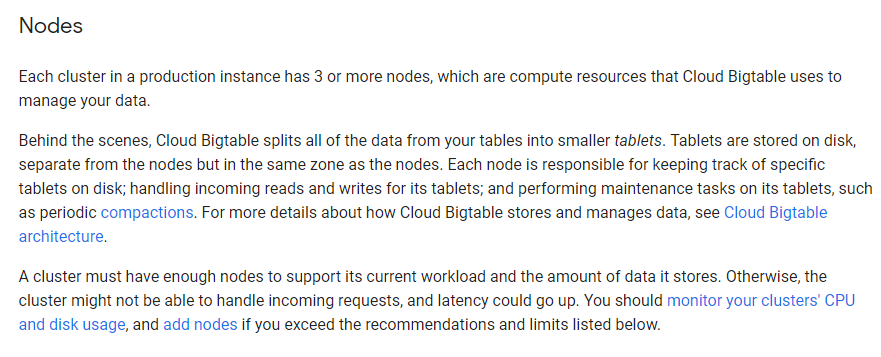 Nodes
Each cluster in a production instance has 3 or more nodes, which are compute resources that Cloud Bigtable uses to
manage your data.
Behind the scenes, Cloud Bigtable splits all of the data from your tables into smaller tablets. Tablets are stored on disk,
separate from the nodes but in the same zone as the nodes. Each node is responsible for keeping track of specific
tablets on disk; handling incoming reads and writes for its tablets; and performing maintenance tasks on its tablets, such
as periodic compactions. For more details about how Cloud Bigtable stores and manages data, see Cloud Bigtable
architecture.
A cluster must have enough nodes to support its current workload and the amount of data it stores. Otherwise, the
cluster might not be able to handle incoming requests, and latency could go up. You should monitor your clusters' CPU
and disk usage, and add nodes if you exceed the recommendations and limits listed below.